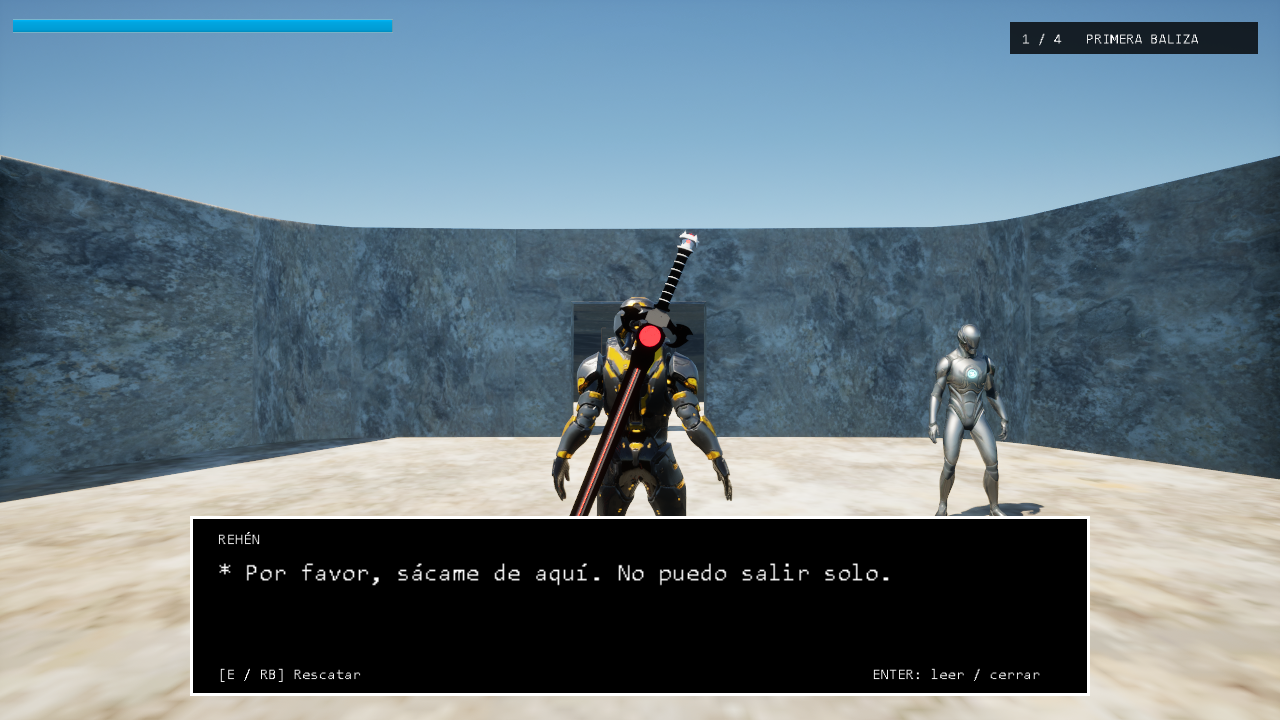 1 / 4 PRIMERA BALIZA
REHÉN
* Por favor, sácame de aquí. No puedo salir solo.
[E / RB] Rescatar
ENTER: leer / cerrar